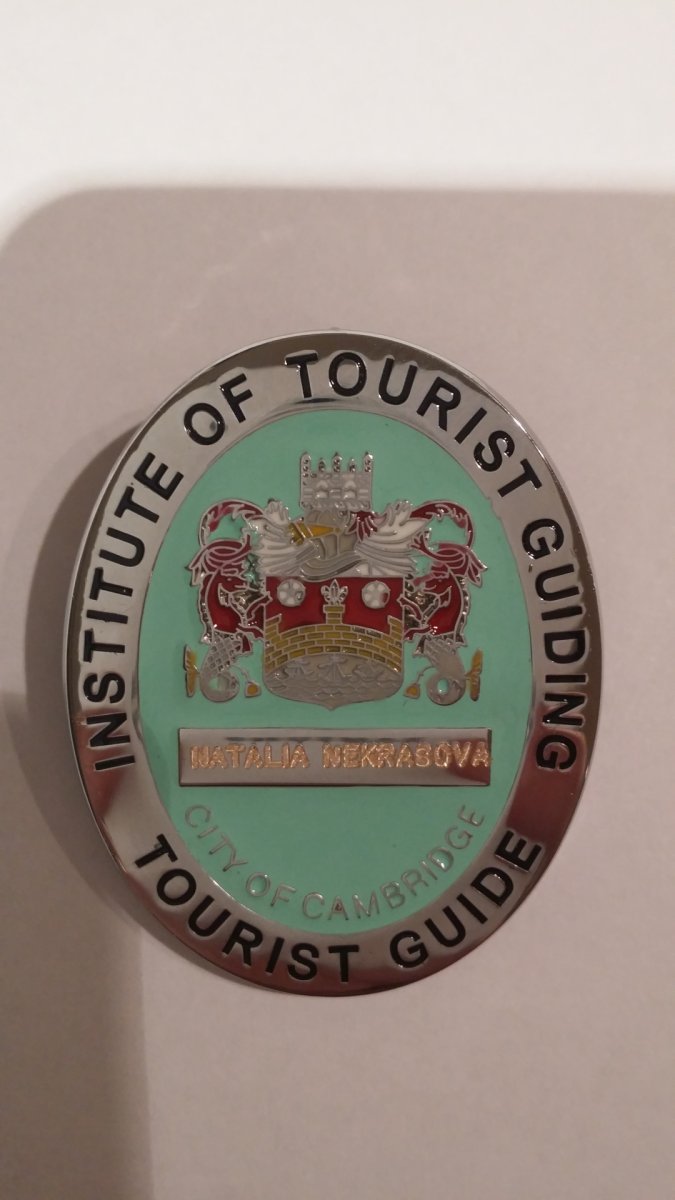 INSTITUTE OF TOURIST GUIDING
NATALIA NEKRASOVA
CITY OF CAMBRIDGE
TOURIST GUIDE